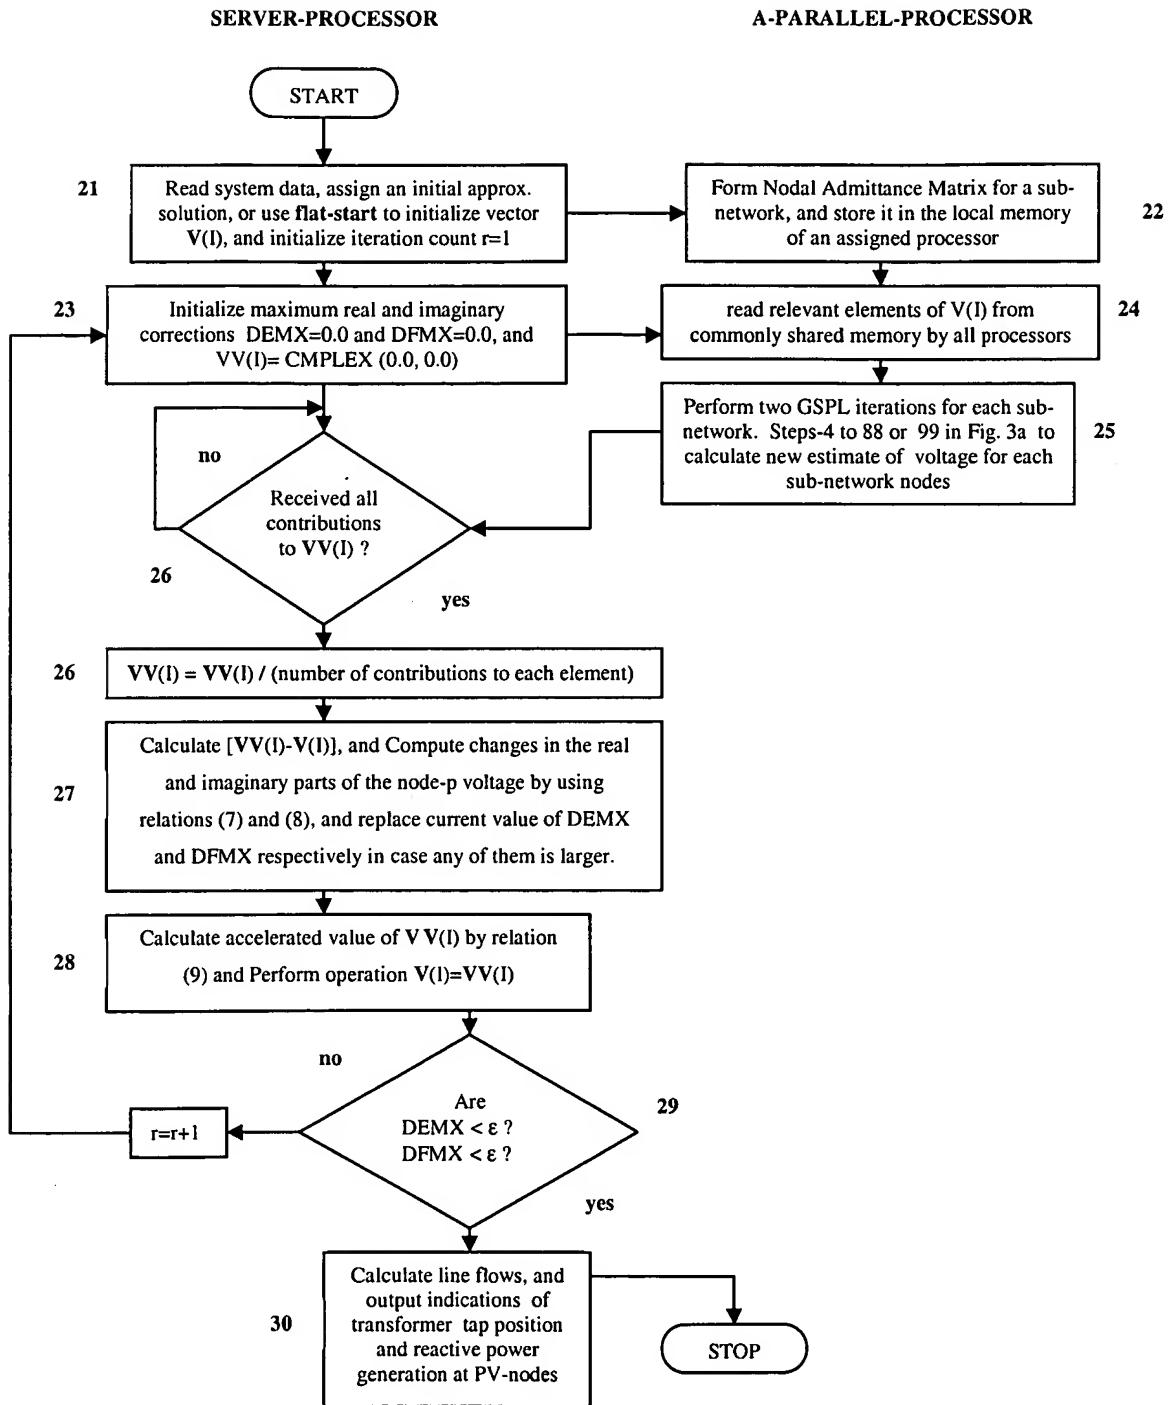 SERVER-PROCESSOR
A-PARALLEL-PROCESSOR
START
21
Read system data, assign an initial approx.
solution, or use flat-start to initialize vector
V(I), and initialize iteration count r=1
Form Nodal Admittance Matrix for a sub-
network, and store it in the local memory
of an assigned processor
22
23
Initialize maximum real and imaginary
corrections DEMX=0.0 and DFMX=0.0, and
VV(I)= CMPLEX (0.0, 0.0)
read relevant elements of V(I) from
commonly shared memory by all processors
24
Perform two GSPL iterations for each sub-
network. Steps-4 to 88 or 99 in Fig. 3a to
calculate new estimate of voltage for each
sub-network nodes
25
no
Received all
contributions
to VV(I) ?
26
yes
26
VV(I) = VV(I) / (number of contributions to each element)
27
Calculate [VV(I)-V(I)], and Compute changes in the real
and imaginary parts of the node-p voltage by using
relations (7) and (8), and replace current value of DEMX
and DFMX respectively in case any of them is larger.
28
Calculate accelerated value of V V(I) by relation
(9) and Perform operation V(I)=VV(I)
no
Are
DEMX < ε ?
DFMX < ε ?
29
r=r+1
yes
30
Calculate line flows, and
output indications of
transformer tap position
and reactive power
generation at PV-nodes
STOP